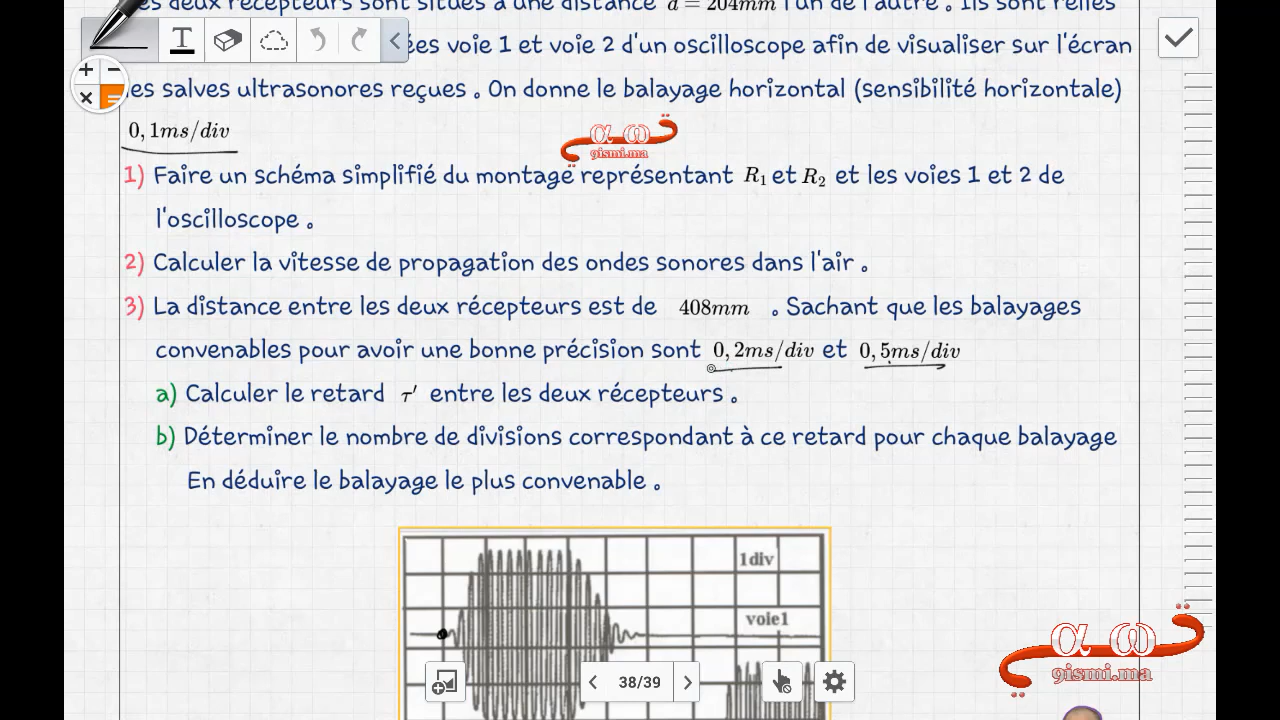 es deux récepteurs sont situés à une distance d = 204mm l'un de l'autre . Ils sont reliés
ées voie 1 et voie 2 d'un oscilloscope afin de visualiser sur l'écran
les salves ultrasonores reçues . On donne le balayage horizontal (sensibilité horizontale)
0,1ms/div
α ω
gismi.ma
1) Faire un schéma simplifié du montage représentant R₁ et R₂ et les voies 1 et 2 de
l'oscilloscope .
2) Calculer la vitesse de propagation des ondes sonores dans l'air .
3) La distance entre les deux récepteurs est de 408mm . Sachant que les balayages
convenables pour avoir une bonne précision sont 0,2ms/div et 0,5ms/div
a) Calculer le retard τ' entre les deux récepteurs .
b) Déterminer le nombre de divisions correspondant à ce retard pour chaque balayage
En déduire le balayage le plus convenable .
1div
voie1
α ω
gismi.ma
38/39